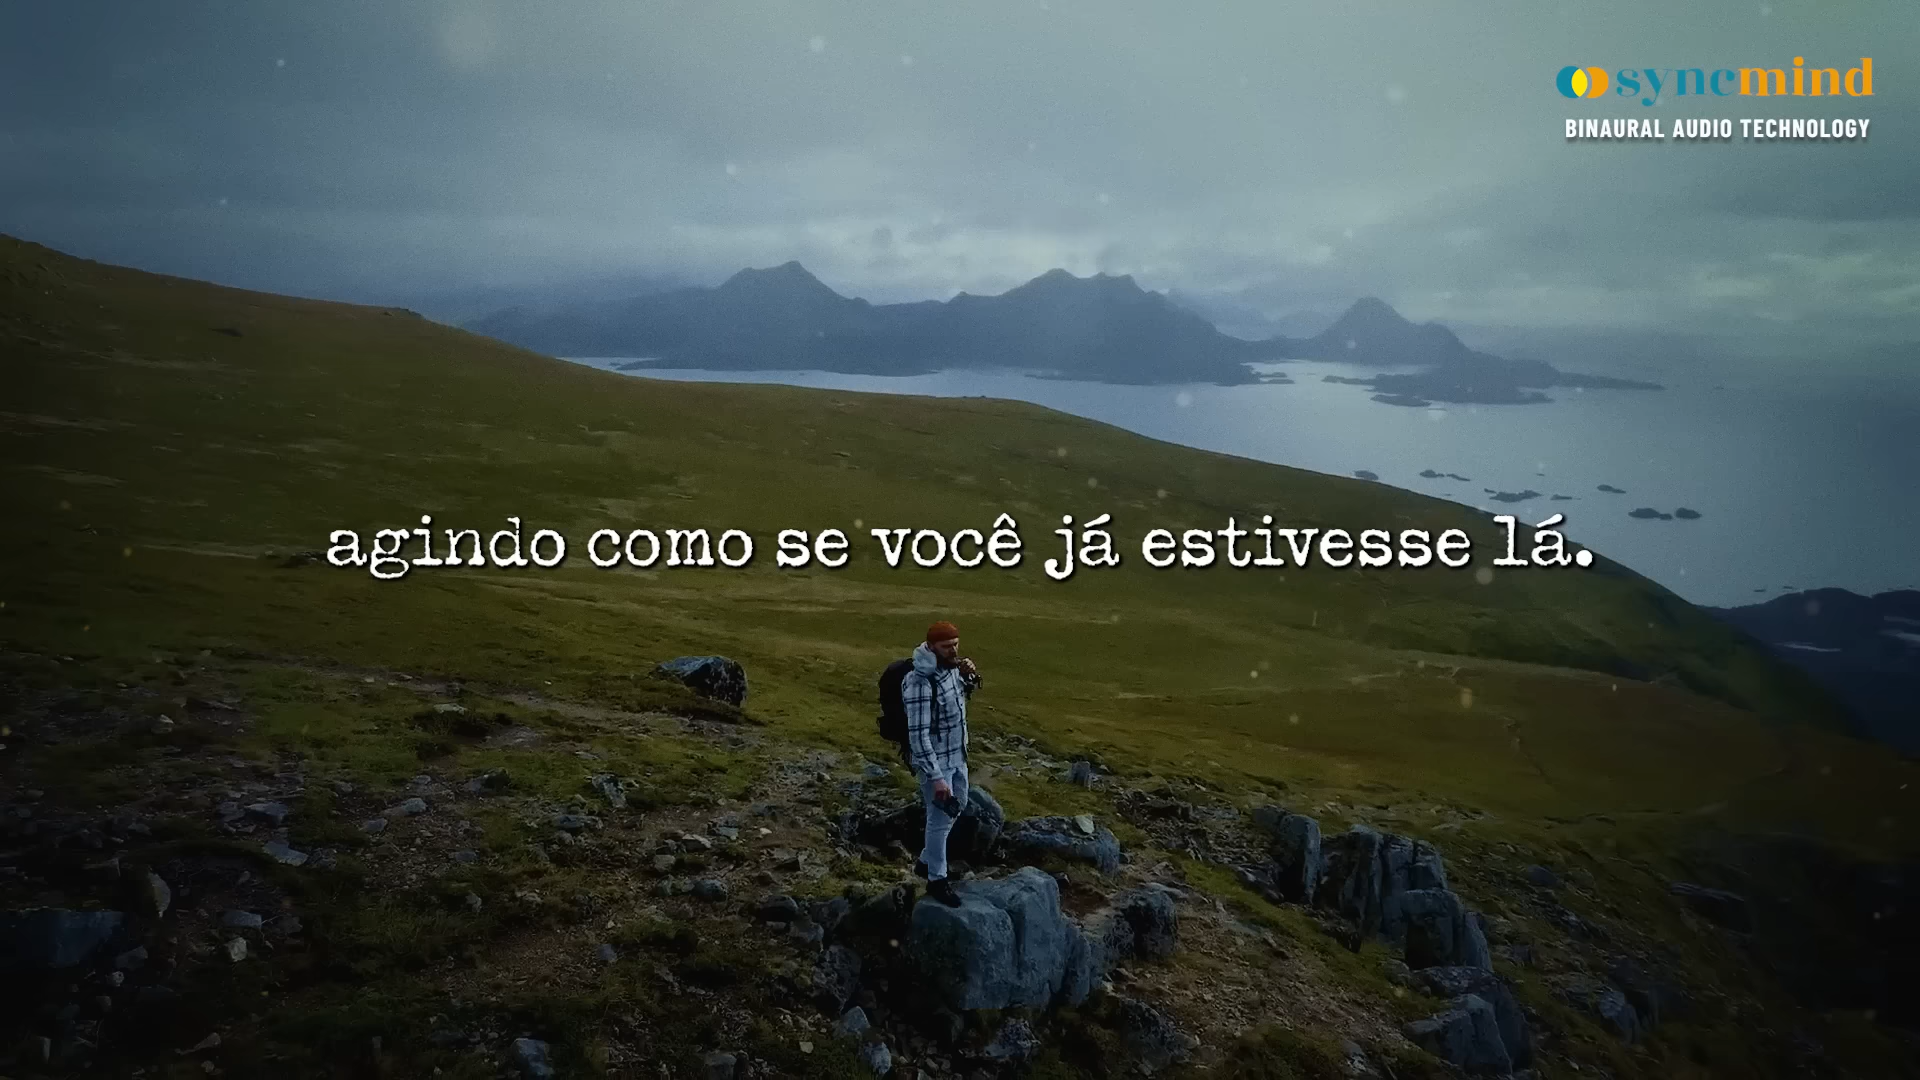 syncmind
BINAURAL AUDIO TECHNOLOGY
agindo como se você já estivesse lá.